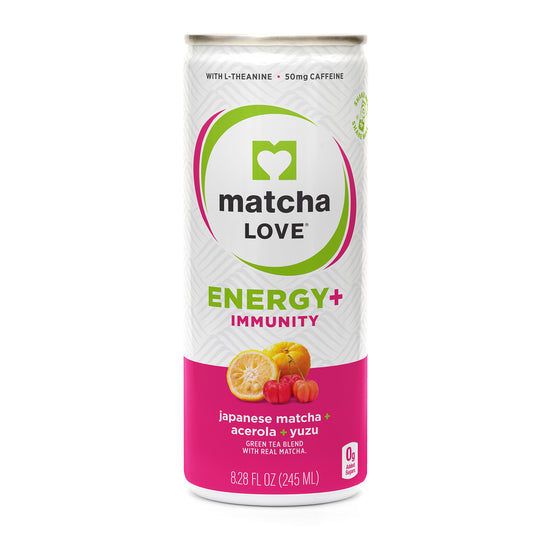 WITH L-THEANINE • 50mg CAFFEINE
matcha
LOVE®
ENERGY+
IMMUNITY
japanese matcha +
acerola + yuzu
GREEN TEA BLEND
WITH REAL MATCHA.
0g
Added
Sugars
8.28 FL OZ (245 ML)